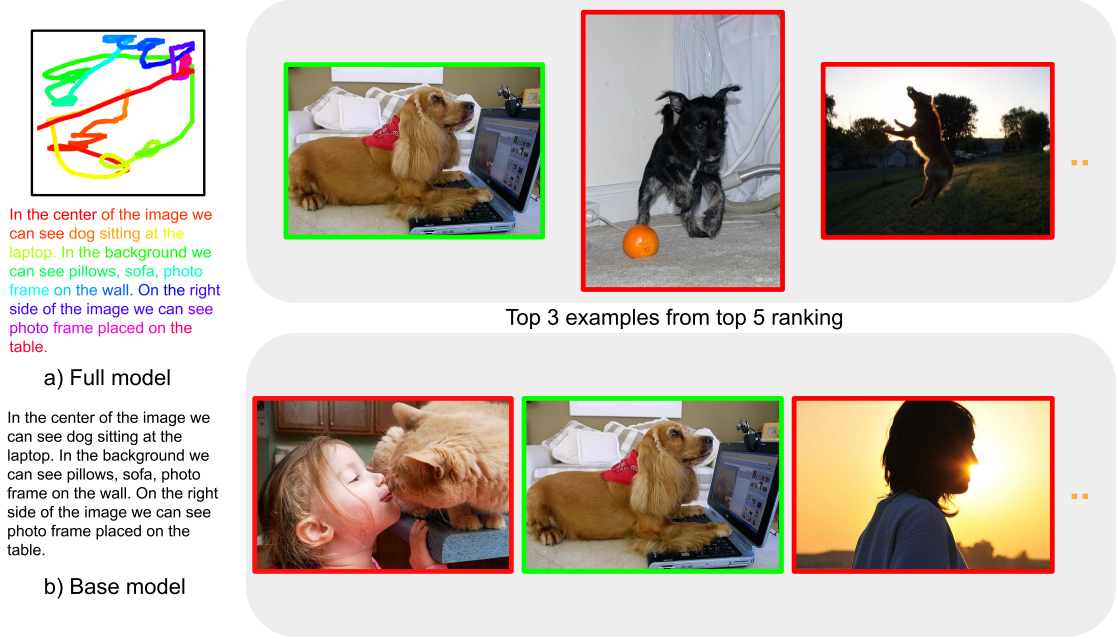 In the center of the image we
can see dog sitting at the
laptop. In the background we
can see pillows, sofa, photo
frame on the wall. On the right
side of the image we can see
photo frame placed on the
table.
a) Full model
Top 3 examples from top 5 ranking
In the center of the image we
can see dog sitting at the
laptop. In the background we
can see pillows, sofa, photo
frame on the wall. On the right
side of the image we can see
photo frame placed on the
table.
b) Base model